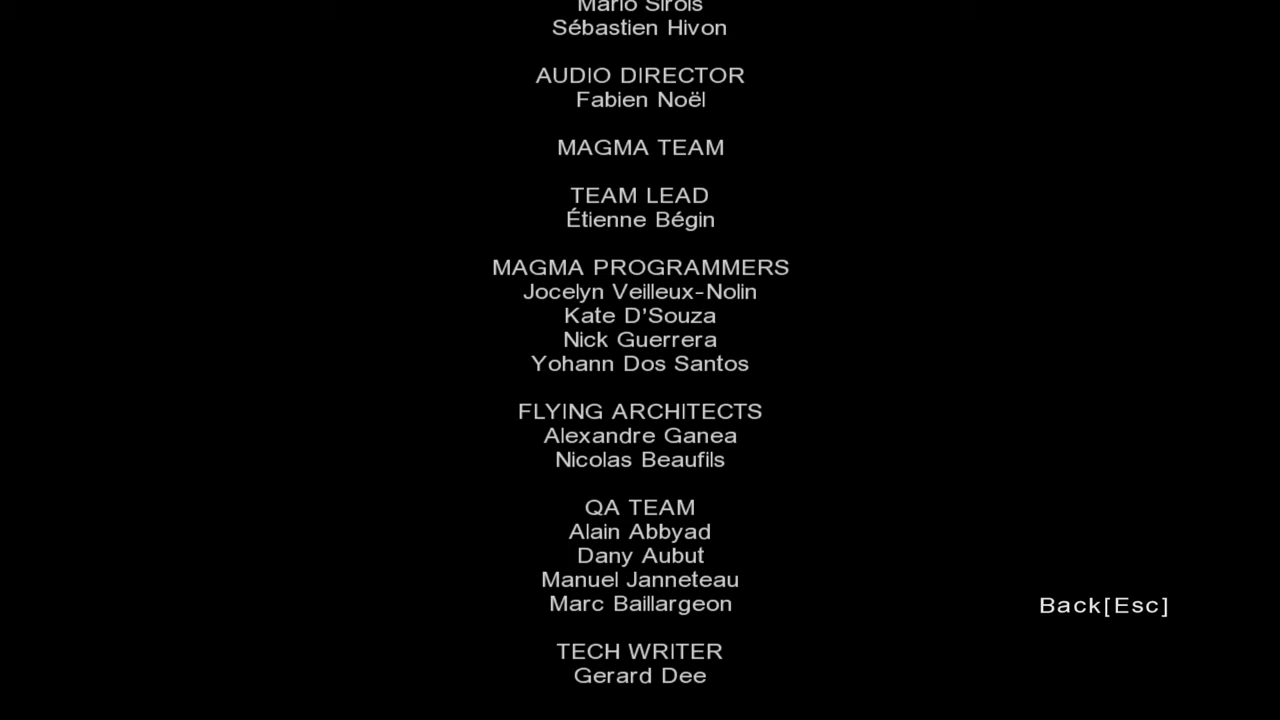 Mario Sirois
Sébastien Hivon
AUDIO DIRECTOR
Fabien Noël
MAGMA TEAM
TEAM LEAD
Étienne Bégin
MAGMA PROGRAMMERS
Jocelyn Veilleux-Nolin
Kate D'Souza
Nick Guerrera
Yohann Dos Santos
FLYING ARCHITECTS
Alexandre Ganea
Nicolas Beaufils
QA TEAM
Alain Abbyad
Dany Aubut
Manuel Janneteau
Marc Baillargeon
Back[Esc]
TECH WRITER
Gerard Dee